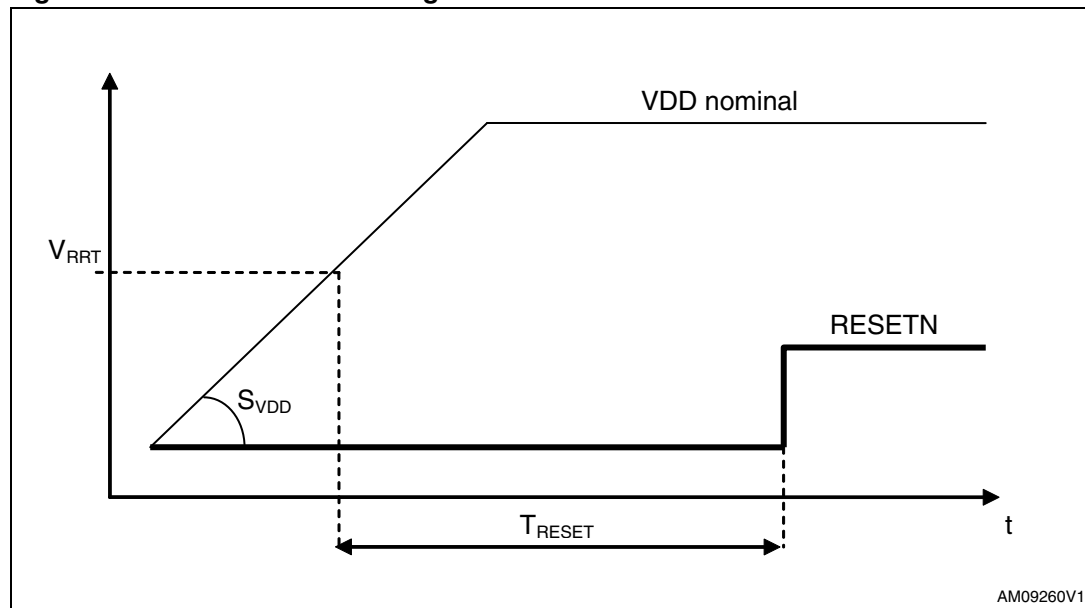 VDD nominal
VRRT
RESETN
SVDD
TRESET
t
AM09260V1